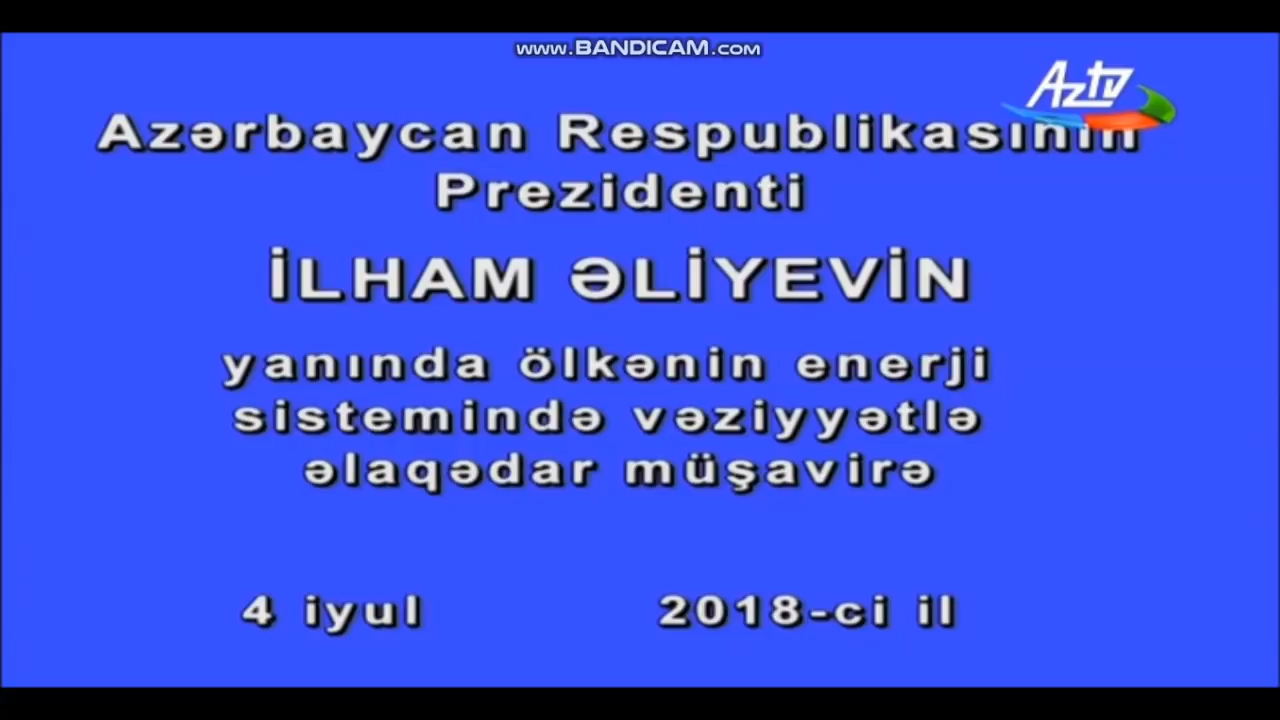 www.BANDICAM.com
AzTV
Azərbaycan Respublikasının
Prezidenti
İLHAM ƏLİYEVİN
yanında ölkənin enerji
sistemində vəziyyətlə
əlaqədar müşavirə
4 iyul 2018-ci il